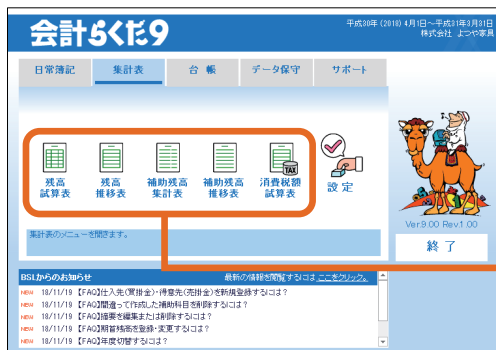 会計らくだ9
平成30年(2018)4月1日～平成31年3月31日
株式会社 よつや家具
日常簿記 集計表 台 帳 データ保守 サポート
残高試算表 残高推移表 補助残高集計表 補助残高推移表 TAX 消費税額試算表 設定
Ver.9.00 Rev.1.00
集計表のメニューを開きます。
終 了
BSLからのお知らせ 最新の情報を閲覧するには ここをクリック。
NEW 18/11/19 【FAQ】仕入先(買掛金)・得意先(売掛金)を新規登録するには？
NEW 18/11/19 【FAQ】間違って作成した補助科目を削除するには？
NEW 18/11/19 【FAQ】摘要を編集または削除するには？
NEW 18/11/19 【FAQ】期首残高を登録・変更するには？
NEW 18/11/19 【FAQ】年度切替するには？